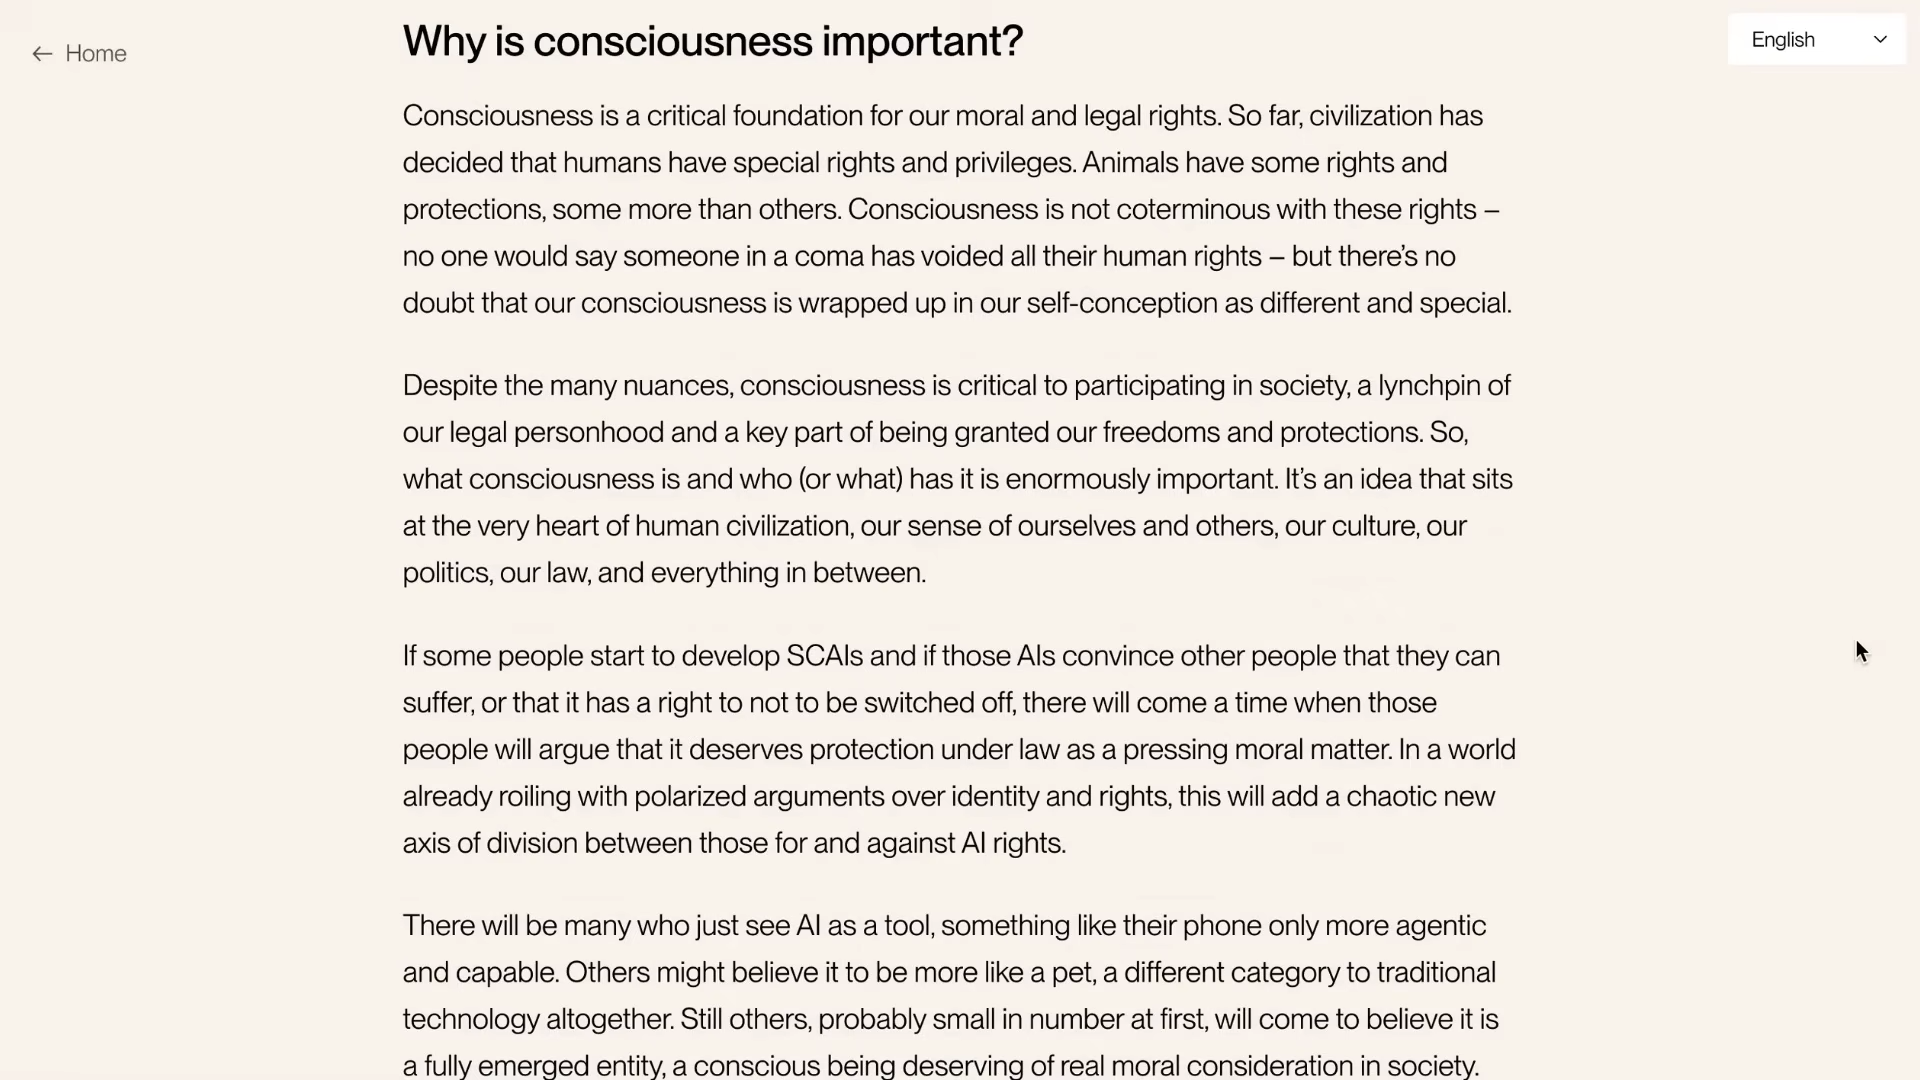 Why is consciousness important?
← Home
English
Consciousness is a critical foundation for our moral and legal rights. So far, civilization has
decided that humans have special rights and privileges. Animals have some rights and
protections, some more than others. Consciousness is not coterminous with these rights –
no one would say someone in a coma has voided all their human rights – but there’s no
doubt that our consciousness is wrapped up in our self-conception as different and special.
Despite the many nuances, consciousness is critical to participating in society, a lynchpin of
our legal personhood and a key part of being granted our freedoms and protections. So,
what consciousness is and who (or what) has it is enormously important. It’s an idea that sits
at the very heart of human civilization, our sense of ourselves and others, our culture, our
politics, our law, and everything in between.
If some people start to develop SCAIs and if those AIs convince other people that they can
suffer, or that it has a right to not to be switched off, there will come a time when those
people will argue that it deserves protection under law as a pressing moral matter. In a world
already roiling with polarized arguments over identity and rights, this will add a chaotic new
axis of division between those for and against AI rights.
There will be many who just see AI as a tool, something like their phone only more agentic
and capable. Others might believe it to be more like a pet, a different category to traditional
technology altogether. Still others, probably small in number at first, will come to believe it is
a fully emerged entity, a conscious being deserving of real moral consideration in society.